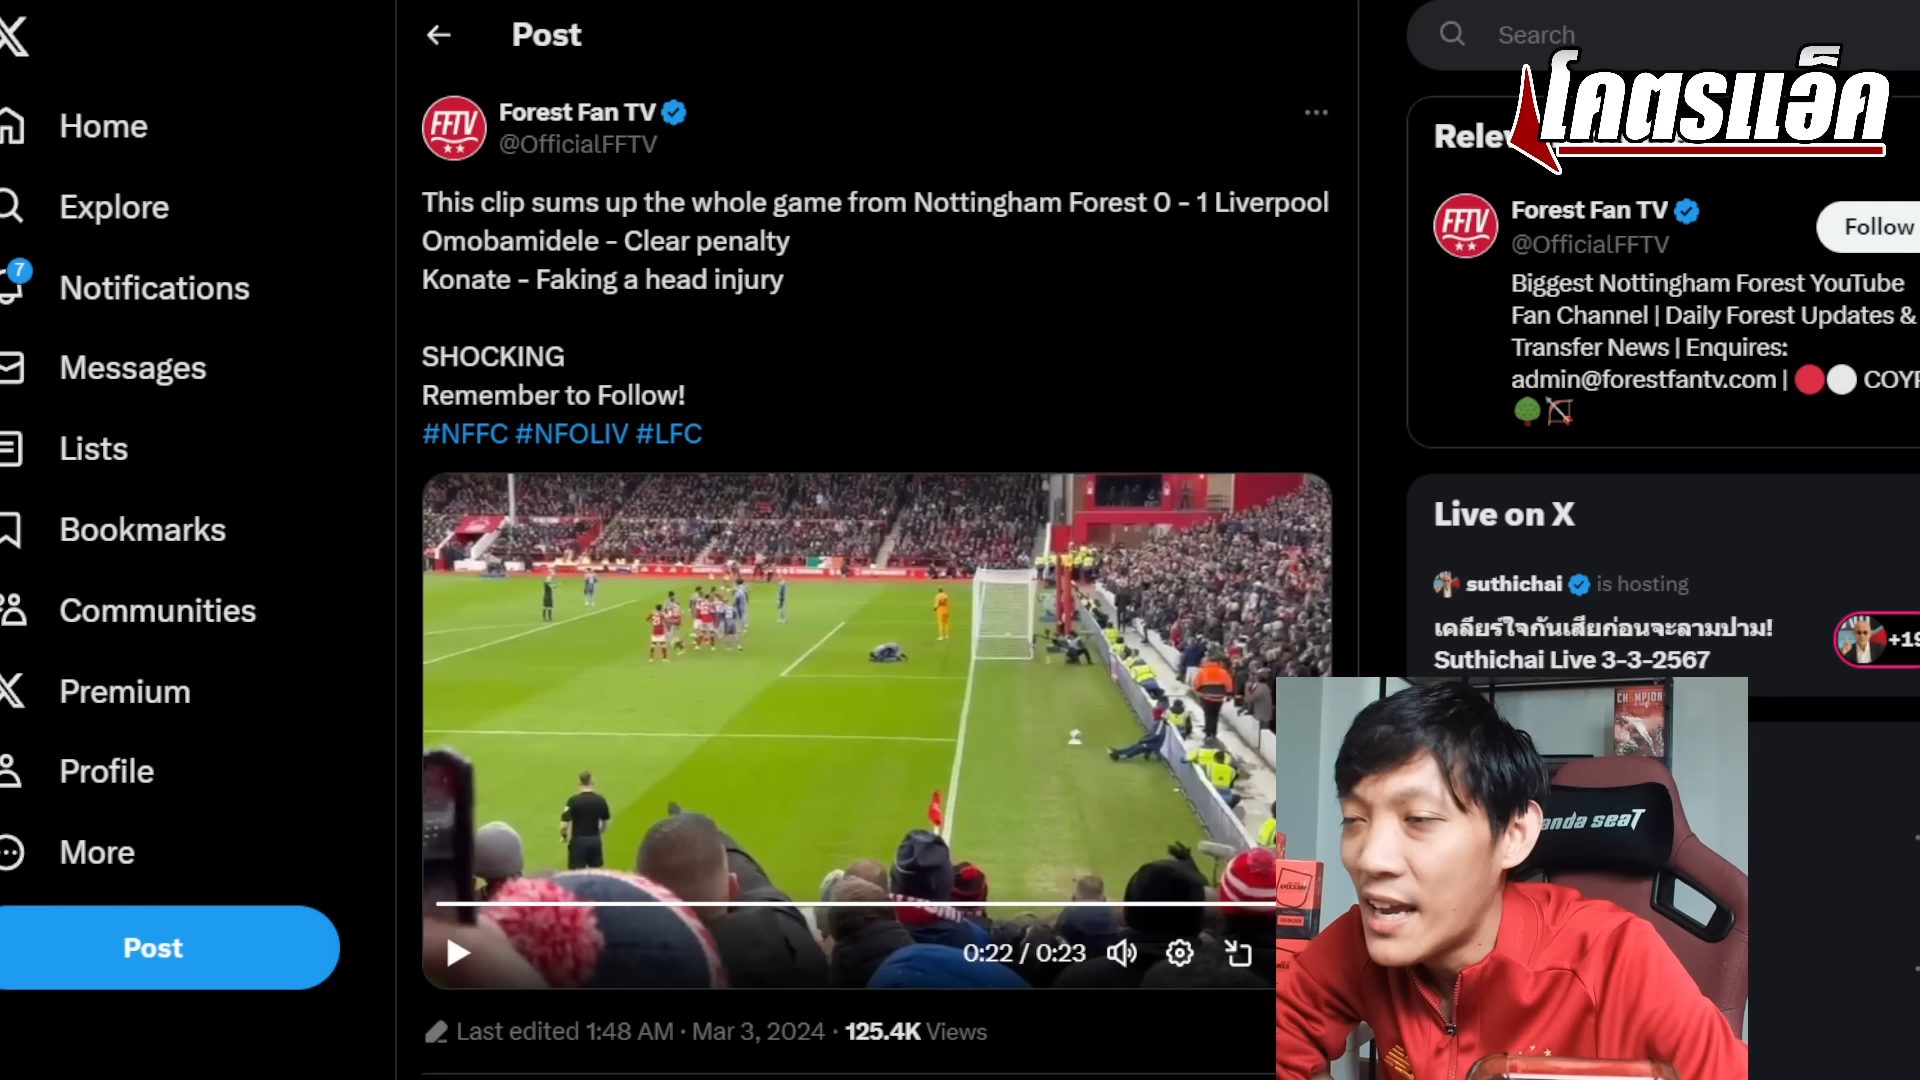 Home
Explore
7
Notifications
Messages
Lists
Bookmarks
Communities
Premium
Profile
More
Post
Post
FFTV
Forest Fan TV
@OfficialFFTV
This clip sums up the whole game from Nottingham Forest 0 - 1 Liverpool
Omobamidele - Clear penalty
Konate - Faking a head injury
SHOCKING
Remember to Follow!
#NFFC #NFOLIV #LFC
0:22 / 0:23
Last edited 1:48 AM · Mar 3, 2024 · 125.4K Views
Search
โคตรแอ็ค
FFTV
Forest Fan TV
@OfficialFFTV
Follow
Biggest Nottingham Forest YouTube
Fan Channel | Daily Forest Updates &
Transfer News | Enquires:
admin@forestfantv.com |
Live on X
suthichai is hosting
เคลียร์ใจกันเสียก่อนจะลามปาม!
Suthichai Live 3-3-2567